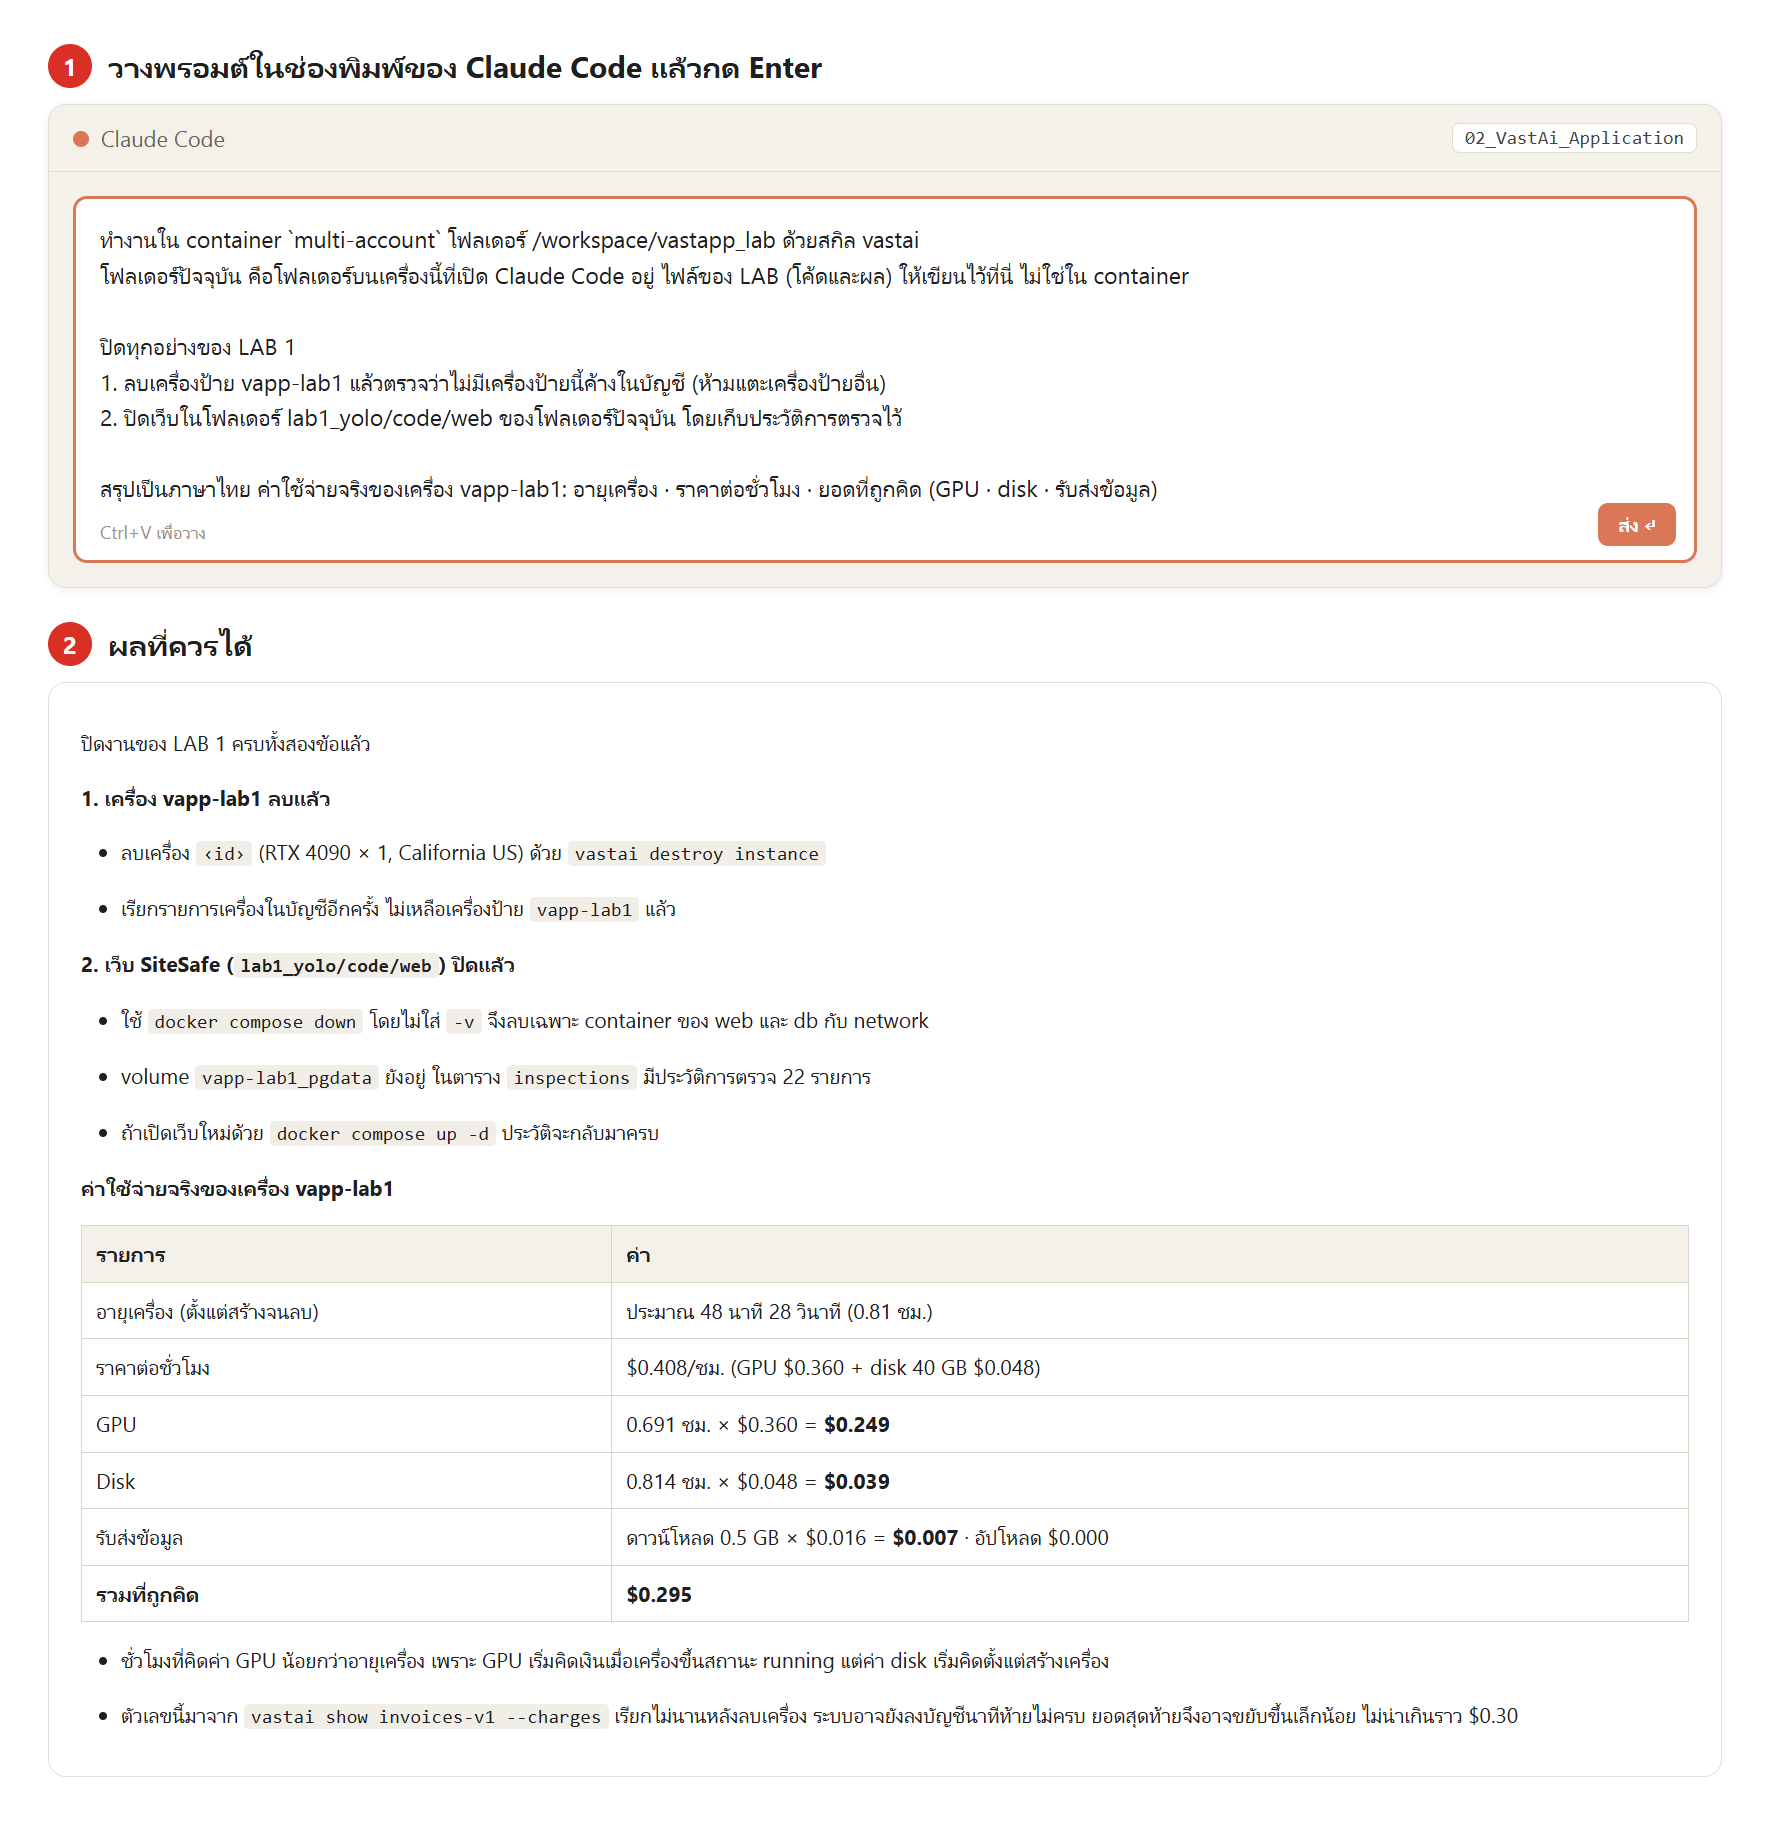 1 วางพรอมต์ในช่องพิมพ์ของ Claude Code แล้วกด Enter
Claude Code
02_VastAi_Application
ทำงานใน container `multi-account` โฟลเดอร์ /workspace/vastapp_lab ด้วยสกิล vastai
โฟลเดอร์ปัจจุบัน คือโฟลเดอร์บนเครื่องนี้ที่เปิด Claude Code อยู่ ไฟล์ของ LAB (โค้ดและผล) ให้เขียนไว้ที่นี่ ไม่ใช่ใน container
ปิดทุกอย่างของ LAB 1
1. ลบเครื่องป้าย vapp-lab1 แล้วตรวจว่าไม่มีเครื่องป้ายนี้ค้างในบัญชี (ห้ามแตะเครื่องป้ายอื่น)
2. ปิดเว็บในโฟลเดอร์ lab1_yolo/code/web ของโฟลเดอร์ปัจจุบัน โดยเก็บประวัติการตรวจไว้
สรุปเป็นภาษาไทย ค่าใช้จ่ายจริงของเครื่อง vapp-lab1: อายุเครื่อง · ราคาต่อชั่วโมง · ยอดที่ถูกคิด (GPU · disk · รับส่งข้อมูล)
Ctrl+V เพื่อวาง
ส่ง ↵
2 ผลที่ควรได้
ปิดงานของ LAB 1 ครบทั้งสองข้อแล้ว
1. เครื่อง vapp-lab1 ลบแล้ว
• ลบเครื่อง ‹id› (RTX 4090 × 1, California US) ด้วย vastai destroy instance
• เรียกรายการเครื่องในบัญชีอีกครั้ง ไม่เหลือเครื่องป้าย vapp-lab1 แล้ว
2. เว็บ SiteSafe (lab1_yolo/code/web) ปิดแล้ว
• ใช้ docker compose down โดยไม่ใส่ -v จึงลบเฉพาะ container ของ web และ db กับ network
• volume vapp-lab1_pgdata ยังอยู่ ในตาราง inspections มีประวัติการตรวจ 22 รายการ
• ถ้าเปิดเว็บใหม่ด้วย docker compose up -d ประวัติจะกลับมาครบ
ค่าใช้จ่ายจริงของเครื่อง vapp-lab1
รายการ ค่า
อายุเครื่อง (ตั้งแต่สร้างจนลบ) ประมาณ 48 นาที 28 วินาที (0.81 ชม.)
ราคาต่อชั่วโมง $0.408/ชม. (GPU $0.360 + disk 40 GB $0.048)
GPU 0.691 ชม. × $0.360 = $0.249
Disk 0.814 ชม. × $0.048 = $0.039
รับส่งข้อมูล ดาวน์โหลด 0.5 GB × $0.016 = $0.007 · อัปโหลด $0.000
รวมที่ถูกคิด $0.295
• ชั่วโมงที่คิดค่า GPU น้อยกว่าอายุเครื่อง เพราะ GPU เริ่มคิดเงินเมื่อเครื่องขึ้นสถานะ running แต่ค่า disk เริ่มคิดตั้งแต่สร้างเครื่อง
• ตัวเลขนี้มาจาก vastai show invoices-v1 --charges เรียกไม่นานหลังลบเครื่อง ระบบอาจยังลงบัญชีนาทีท้ายไม่ครบ ยอดสุดท้ายจึงอาจขยับขึ้นเล็กน้อย ไม่น่าเกินราว $0.30